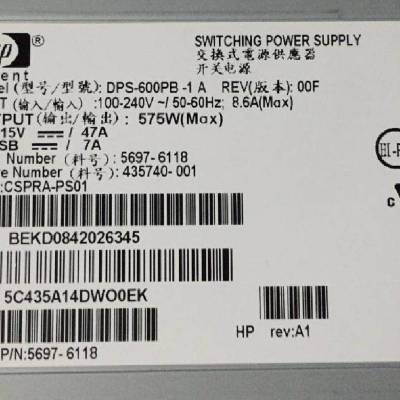 hp ® SWITCHING POWER SUPPLY
交換式電源供應器
开关电源
(型号/型號): DPS-600PB -1 A REV(版本): 00F
(输入/輸入) :100-240V~/ 50-60Hz; 8.6A(Max)
(输出/輸出): 575W(Max)
15V ⎓/ 47A
SB ⎓/ 7A
Number (料号): 5697-6118
Number (料号): 435740-001
:CSPRA-PS01
BEKD0842026345
5C435A14DWO0EK
HP rev:A1
P/N:5697-6118